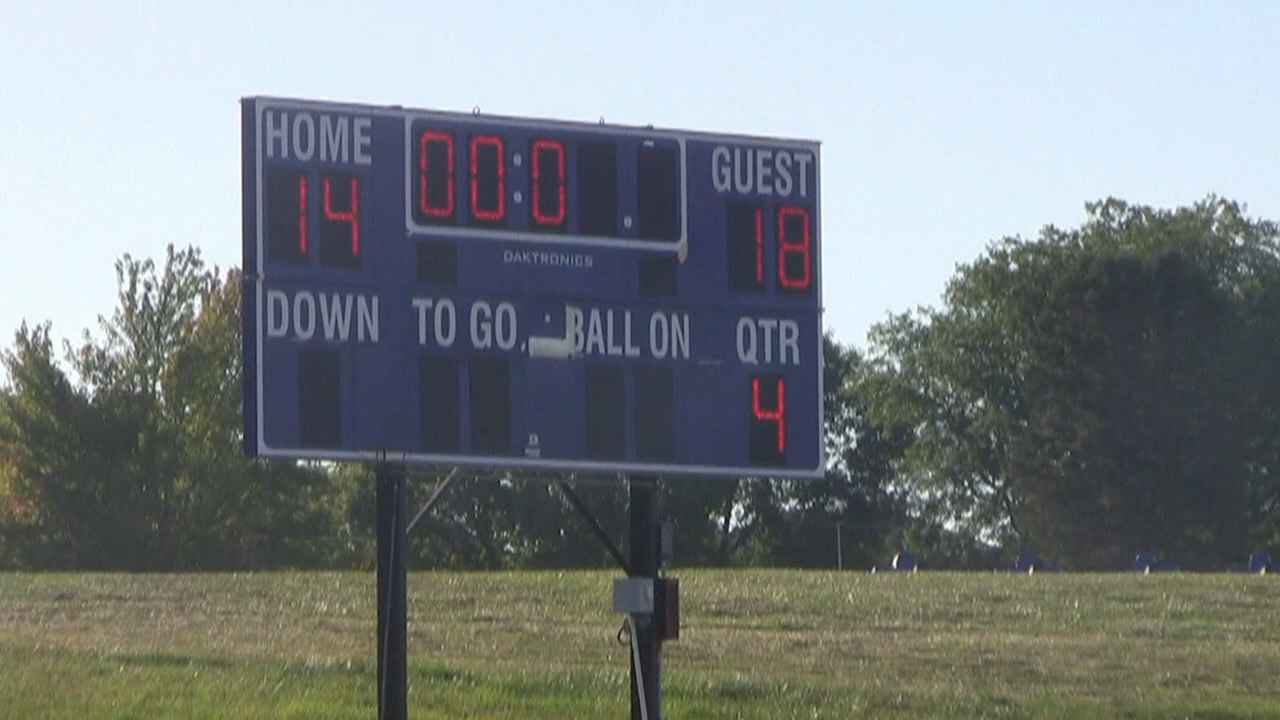 HOME 00:0 GUEST
14 18
DAKTRONICS
DOWN TO GO BALL ON QTR
4